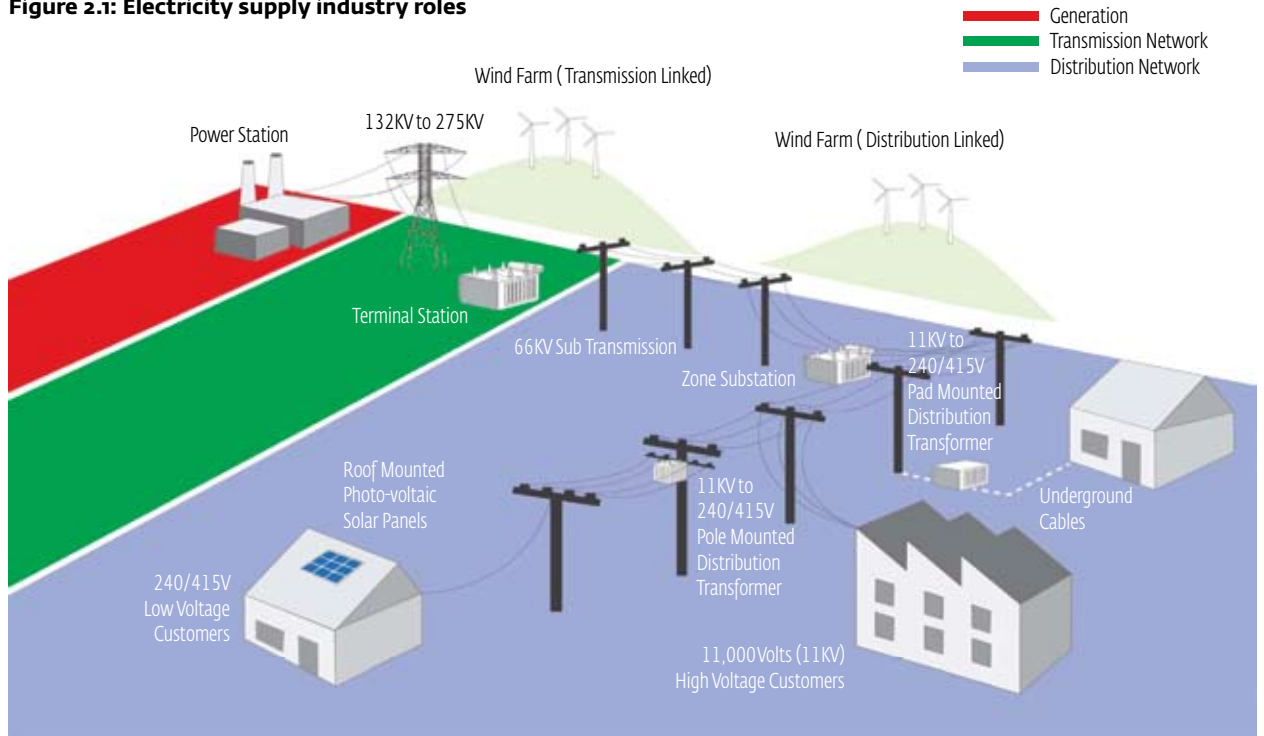 Figure 2.1: Electricity supply industry roles
Generation
Transmission Network
Distribution Network
Wind Farm ( Transmission Linked)
132KV to 275KV
Power Station
Wind Farm ( Distribution Linked)
Terminal Station
66KV Sub Transmission
Zone Substation
11KV to
240/415V
Pad Mounted
Distribution
Transformer
Roof Mounted
Photo-voltaic
Solar Panels
11KV to
240/415V
Pole Mounted
Distribution
Transformer
Underground
Cables
240/415V
Low Voltage
Customers
11,000Volts (11KV)
High Voltage Customers